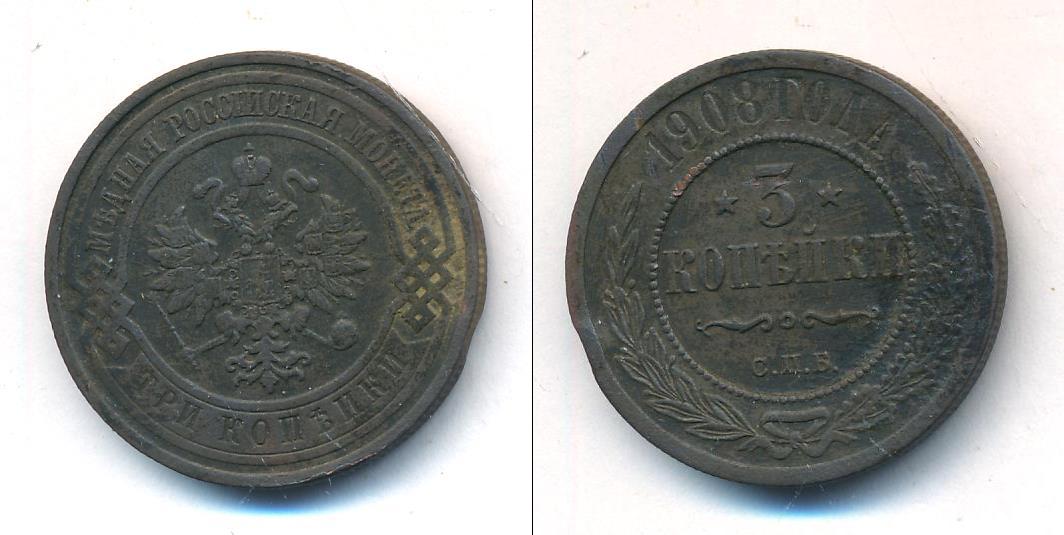 МѢДНАЯ РОССІЙСКАЯ МОНЕТА
ТРИ КОПѢЙКИ
1908 ГОДА
3
КОПѢЙКИ
С.П.Б.